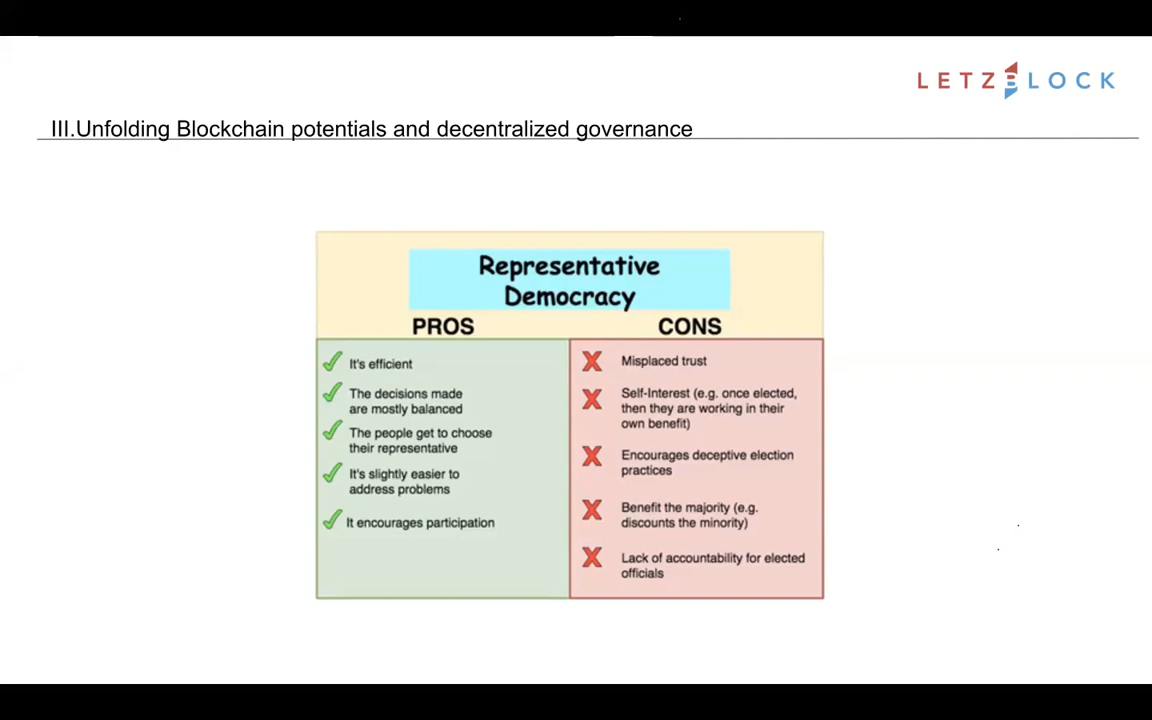 LETZBLOCK
III.Unfolding Blockchain potentials and decentralized governance
Representative
Democracy
PROS
CONS
It's efficient
The decisions made
are mostly balanced
The people get to choose
their representative
It's slightly easier to
address problems
It encourages participation
Misplaced trust
Self-Interest (e.g. once elected,
then they are working in their
own benefit)
Encourages deceptive election
practices
Benefit the majority (e.g.
discounts the minority)
Lack of accountability for elected
officials